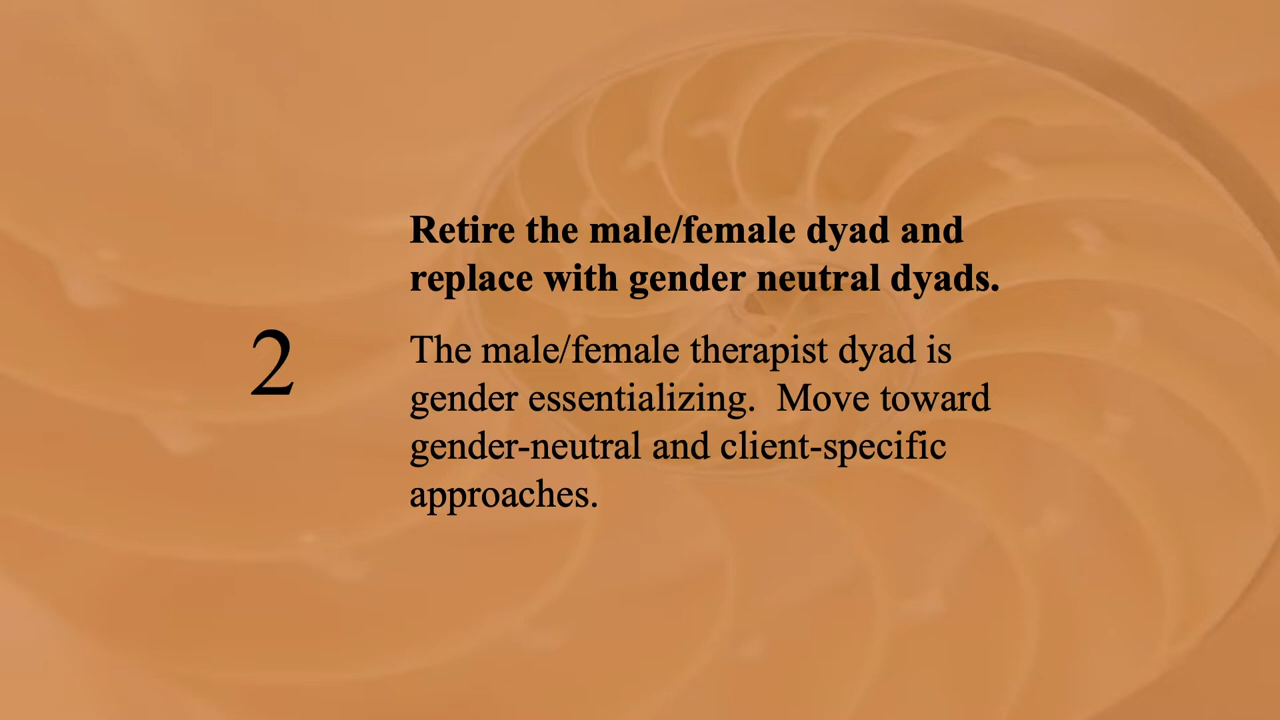 Retire the male/female dyad and
replace with gender neutral dyads.
2
The male/female therapist dyad is
gender essentializing.  Move toward
gender-neutral and client-specific
approaches.